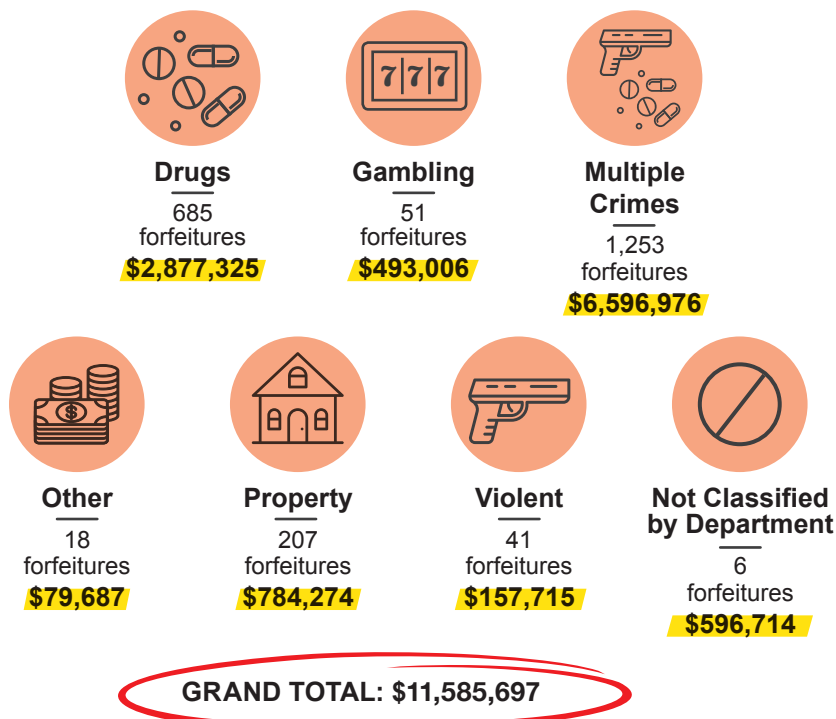 7 7 7
Drugs
685
forfeitures
$2,877,325
Gambling
51
forfeitures
$493,006
Multiple
Crimes
1,253
forfeitures
$6,596,976
$
Other
18
forfeitures
$79,687
Property
207
forfeitures
$784,274
Violent
41
forfeitures
$157,715
Not Classified
by Department
6
forfeitures
$596,714
GRAND TOTAL: $11,585,697